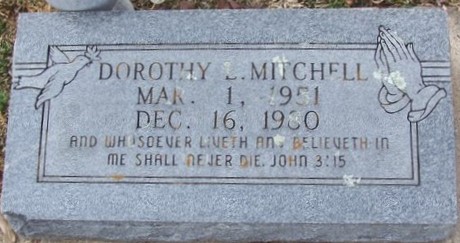 DOROTHY L. MITCHELL
MAR. 1, 1951
DEC. 16, 1980
AND WHOSOEVER LIVETH AND BELIEVETH IN
ME SHALL NEVER DIE. JOHN 3:15